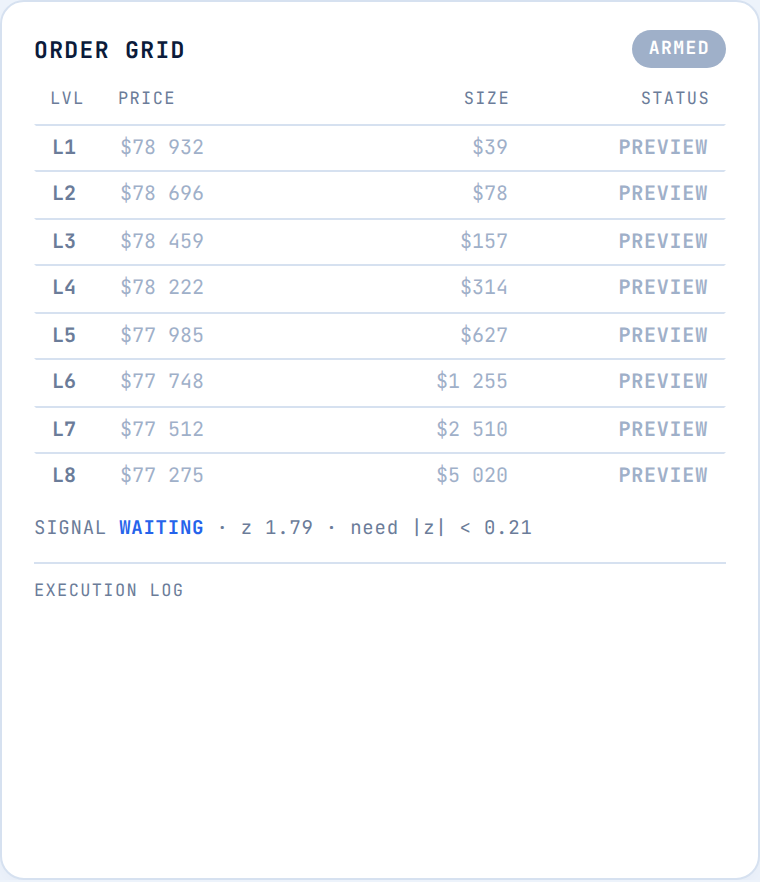 ORDER GRID ARMED
LVL PRICE SIZE STATUS
L1 $78 932 $39 PREVIEW
L2 $78 696 $78 PREVIEW
L3 $78 459 $157 PREVIEW
L4 $78 222 $314 PREVIEW
L5 $77 985 $627 PREVIEW
L6 $77 748 $1 255 PREVIEW
L7 $77 512 $2 510 PREVIEW
L8 $77 275 $5 020 PREVIEW
SIGNAL WAITING · z 1.79 · need |z| < 0.21
EXECUTION LOG